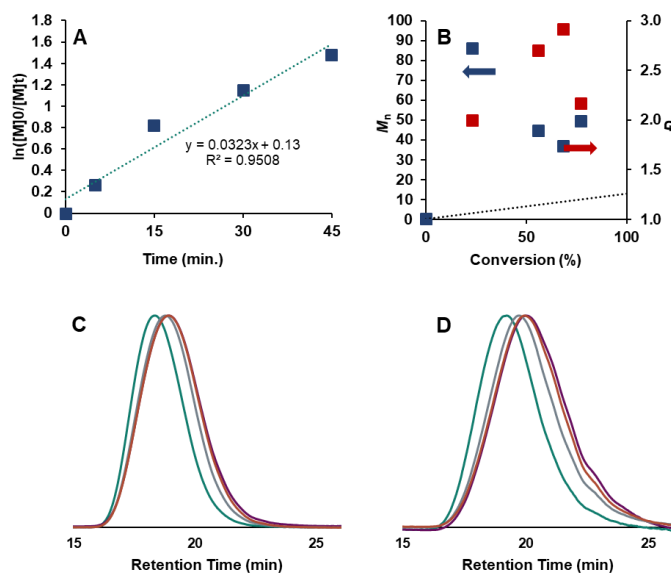 A
ln([M]0/[M]t)
1.8
1.6
1.4
1.2
1
0.8
0.6
0.4
0.2
0
y = 0.0323x + 0.13
R² = 0.9508
0 15 30 45
Time (min.)
B
Mn
100
90
80
70
60
50
40
30
20
10
0
3.0
2.5
2.0
1.5
1.0
0 50 100
Conversion (%)
C
15 20 25
Retention Time (min)
D
15 20 25
Retention Time (min)